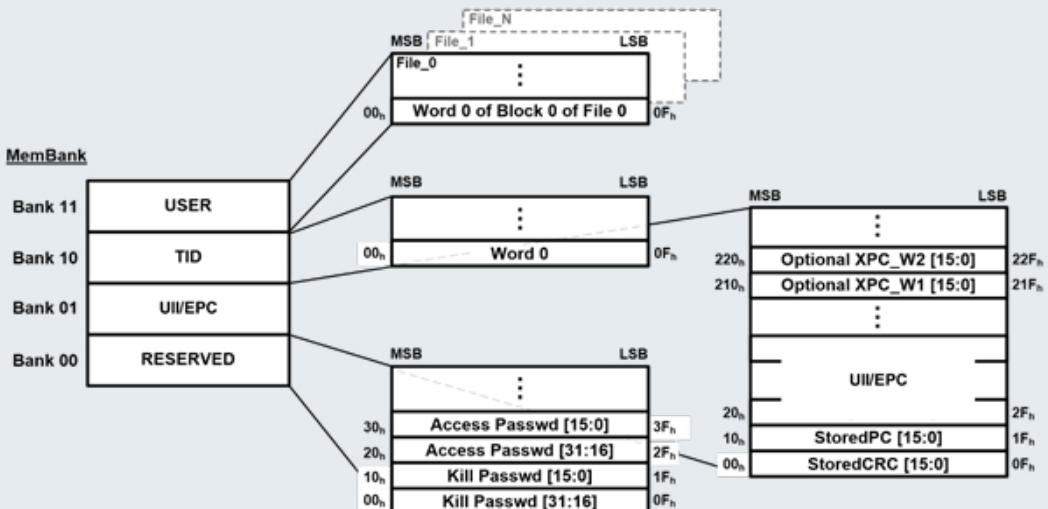 File_N
MSB File_1 LSB
File_0
⋮
00h Word 0 of Block 0 of File 0 0Fh
MemBank
Bank 11 USER
Bank 10 TID
Bank 01 UII/EPC
Bank 00 RESERVED
MSB LSB
⋮
00h Word 0 0Fh
MSB LSB
⋮
30h Access Passwd [15:0] 3Fh
20h Access Passwd [31:16] 2Fh
10h Kill Passwd [15:0] 1Fh
00h Kill Passwd [31:16] 0Fh
MSB LSB
⋮
220h Optional XPC_W2 [15:0] 22Fh
210h Optional XPC_W1 [15:0] 21Fh
⋮
UII/EPC
20h 2Fh
10h StoredPC [15:0] 1Fh
00h StoredCRC [15:0] 0Fh